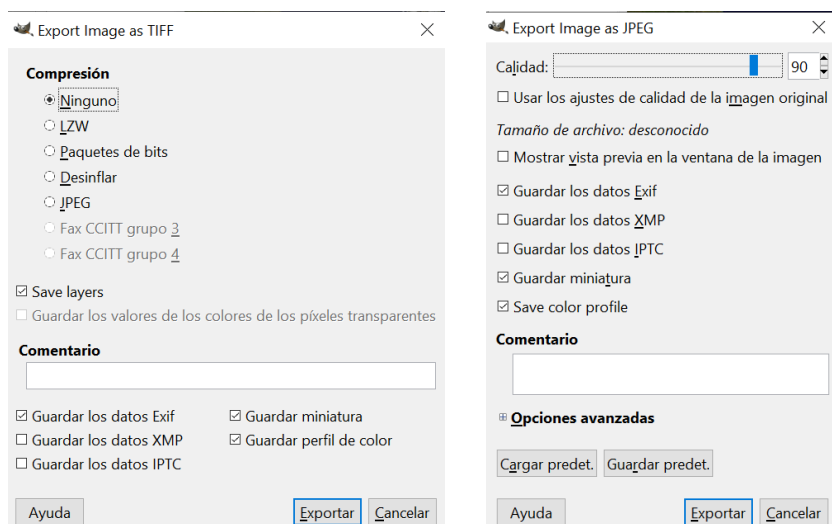 Export Image as TIFF
Compresión
Ninguno
LZW
Paquetes de bits
Desinflar
JPEG
Fax CCITT grupo 3
Fax CCITT grupo 4
Save layers
Guardar los valores de los colores de los píxeles transparentes
Comentario
Guardar los datos Exif
Guardar miniatura
Guardar los datos XMP
Guardar perfil de color
Guardar los datos IPTC
Ayuda
Exportar
Cancelar
Export Image as JPEG
Calidad:
90
Usar los ajustes de calidad de la imagen original
Tamaño de archivo: desconocido
Mostrar vista previa en la ventana de la imagen
Guardar los datos Exif
Guardar los datos XMP
Guardar los datos IPTC
Guardar miniatura
Save color profile
Comentario
Opciones avanzadas
Cargar predet.
Guardar predet.
Ayuda
Exportar
Cancelar